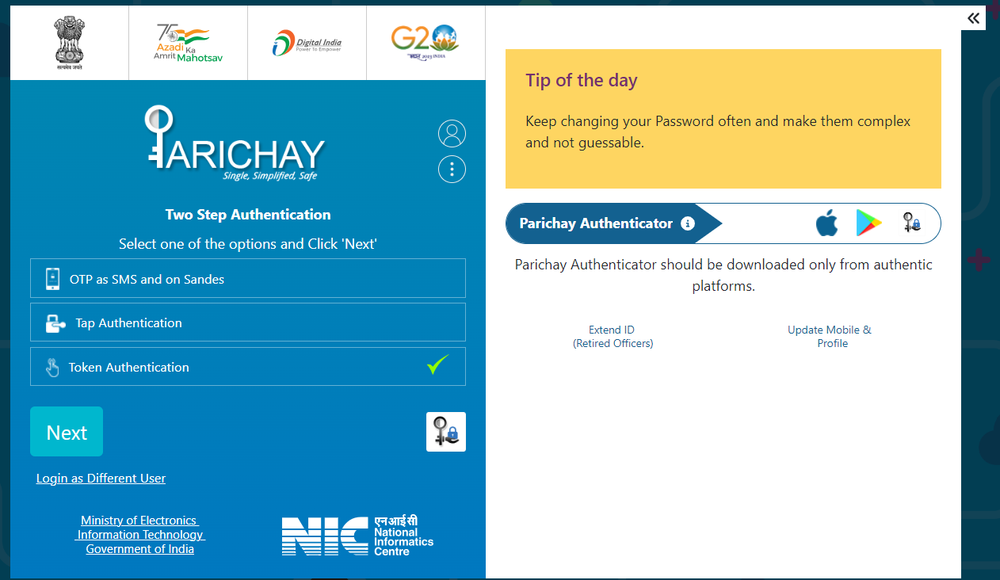 सत्यमेव जयते
75
Azadi Ka
Amrit Mahotsav
Digital India
Power To Empower
G20
भारत 2023 INDIA
PARICHAY
Single, Simplified, Safe
Two Step Authentication
Select one of the options and Click 'Next'
OTP as SMS and on Sandes
Tap Authentication
Token Authentication
Next
Login as Different User
Ministry of Electronics
Information Technology
Government of India
NIC
एन आई सी
National
Informatics
Centre
Tip of the day
Keep changing your Password often and make them complex
and not guessable.
Parichay Authenticator
Parichay Authenticator should be downloaded only from authentic
platforms.
Extend ID
(Retired Officers)
Update Mobile &
Profile